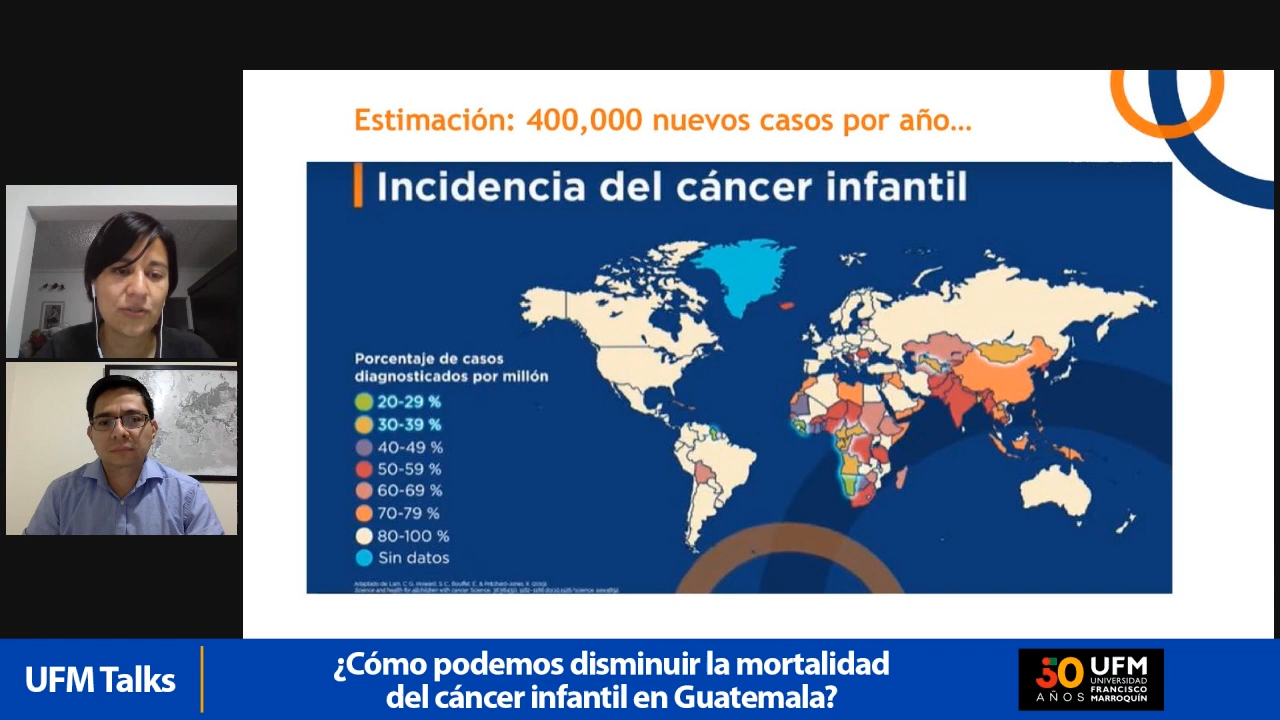 Estimación: 400,000 nuevos casos por año...
Incidencia del cáncer infantil
Porcentaje de casos
diagnosticados por millón
20-29 %
30-39 %
40-49 %
50-59 %
60-69 %
70-79 %
80-100 %
Sin datos
UFM Talks
¿Cómo podemos disminuir la mortalidad
del cáncer infantil en Guatemala?
50
AÑOS
UFM
UNIVERSIDAD
FRANCISCO
MARROQUÍN